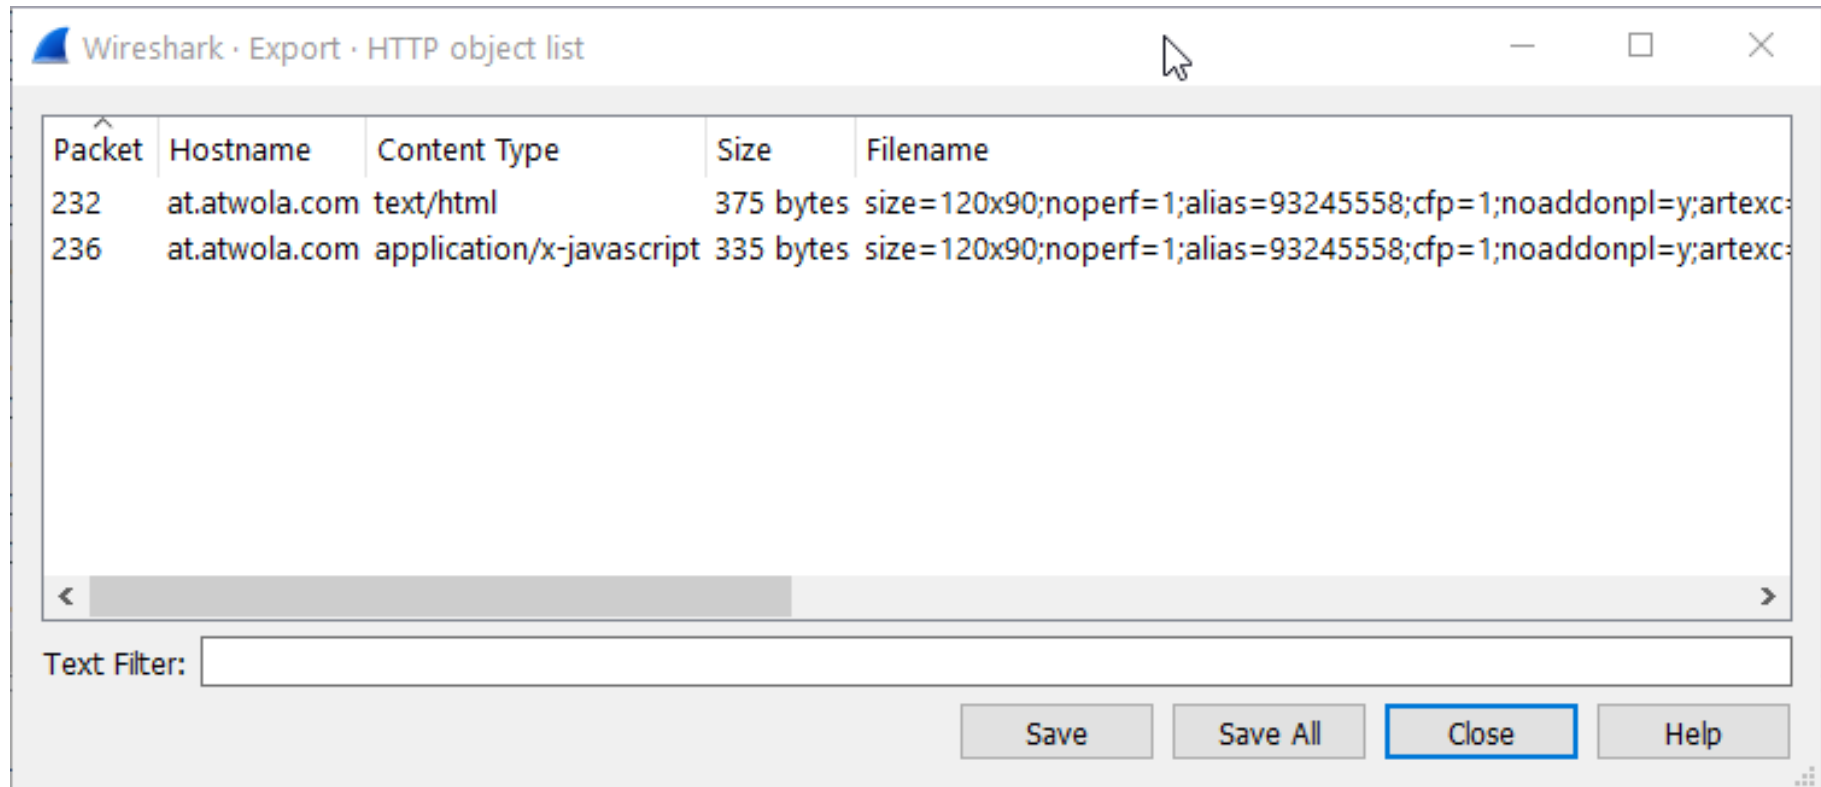 Wireshark · Export · HTTP object list
Packet Hostname Content Type Size Filename
232 at.atwola.com text/html 375 bytes size=120x90;noperf=1;alias=93245558;cfp=1;noaddonpl=y;artexc=
236 at.atwola.com application/x-javascript 335 bytes size=120x90;noperf=1;alias=93245558;cfp=1;noaddonpl=y;artexc=
Text Filter:
Save Save All Close Help